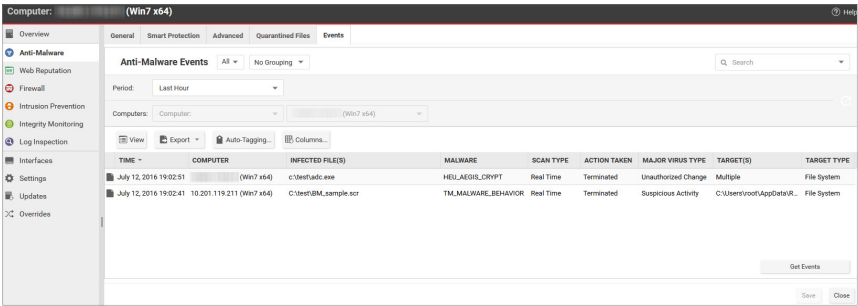 Computer: (Win7 x64)
Help
Overview
Anti-Malware
Web Reputation
Firewall
Intrusion Prevention
Integrity Monitoring
Log Inspection
Interfaces
Settings
Updates
Overrides
General Smart Protection Advanced Quarantined Files Events
Anti-Malware Events All No Grouping Search
Period: Last Hour
Computers: Computer: (Win7 x64)
View Export Auto-Tagging... Columns...
TIME COMPUTER INFECTED FILE(S) MALWARE SCAN TYPE ACTION TAKEN MAJOR VIRUS TYPE TARGET(S) TARGET TYPE
July 12, 2016 19:02:51 (Win7 x64) c:\test\adc.exe HEU_AEGIS_CRYPT Real Time Terminated Unauthorized Change Multiple File System
July 12, 2016 19:02:41 10.201.119.211 (Win7 x64) C:\test\BM_sample.scr TM_MALWARE_BEHAVIOR Real Time Terminated Suspicious Activity C:\Users\root\AppData\R... File System
Get Events
Save Close